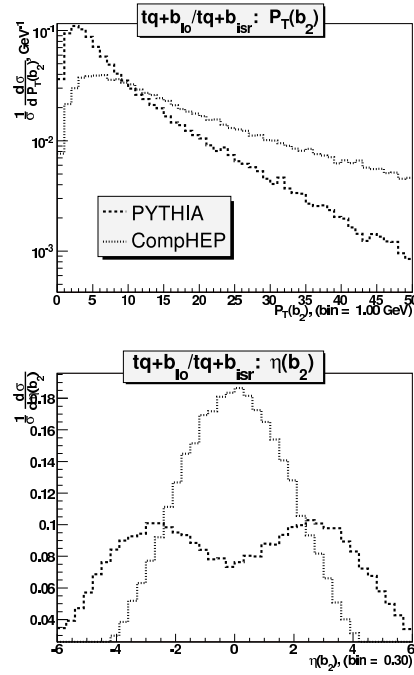 tq+b_lo/tq+b_isr: P_T(b_2)
1/σ dσ/d P_T(b_2), GeV^-1
10^-1
10^-2
10^-3
PYTHIA
CompHEP
0 5 10 15 20 25 30 35 40 45 50
P_T(b_2), (bin = 1.00 GeV)
tq+b_lo/tq+b_isr: η(b_2)
1/σ dσ/dη(b_2)
0.18
0.16
0.14
0.12
0.1
0.08
0.06
0.04
-6 -4 -2 0 2 4 6
η(b_2), (bin = 0.30)